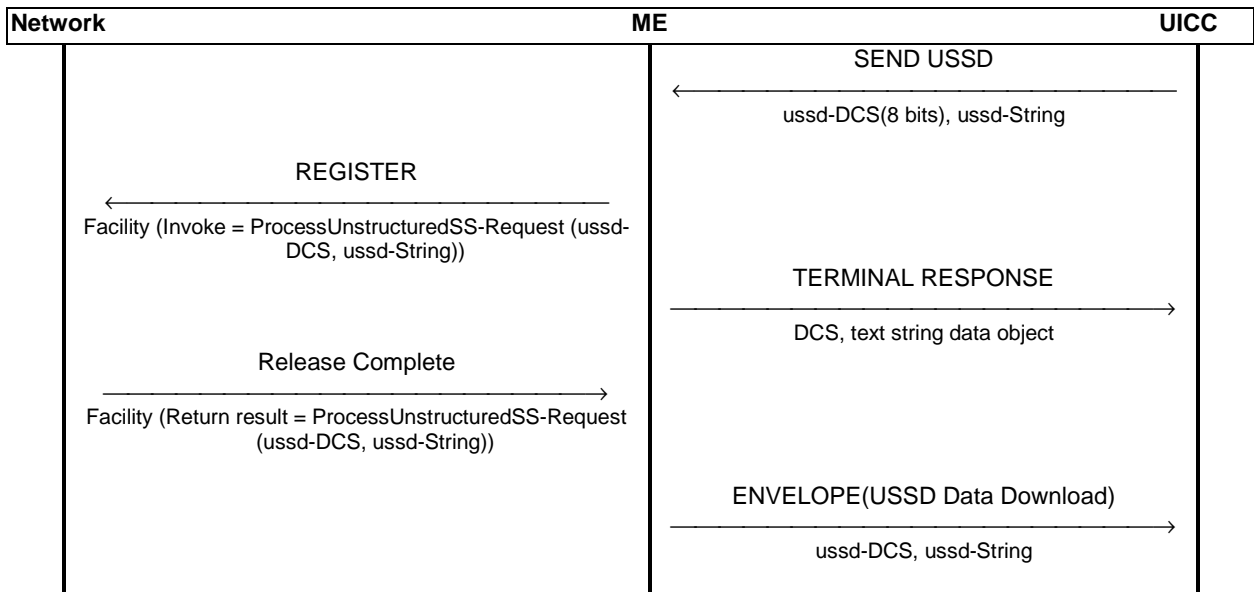 Network ME UICC
SEND USSD
ussd-DCS(8 bits), ussd-String
REGISTER
Facility (Invoke = ProcessUnstructuredSS-Request (ussd-
DCS, ussd-String))
TERMINAL RESPONSE
DCS, text string data object
Release Complete
Facility (Return result = ProcessUnstructuredSS-Request
(ussd-DCS, ussd-String))
ENVELOPE(USSD Data Download)
ussd-DCS, ussd-String